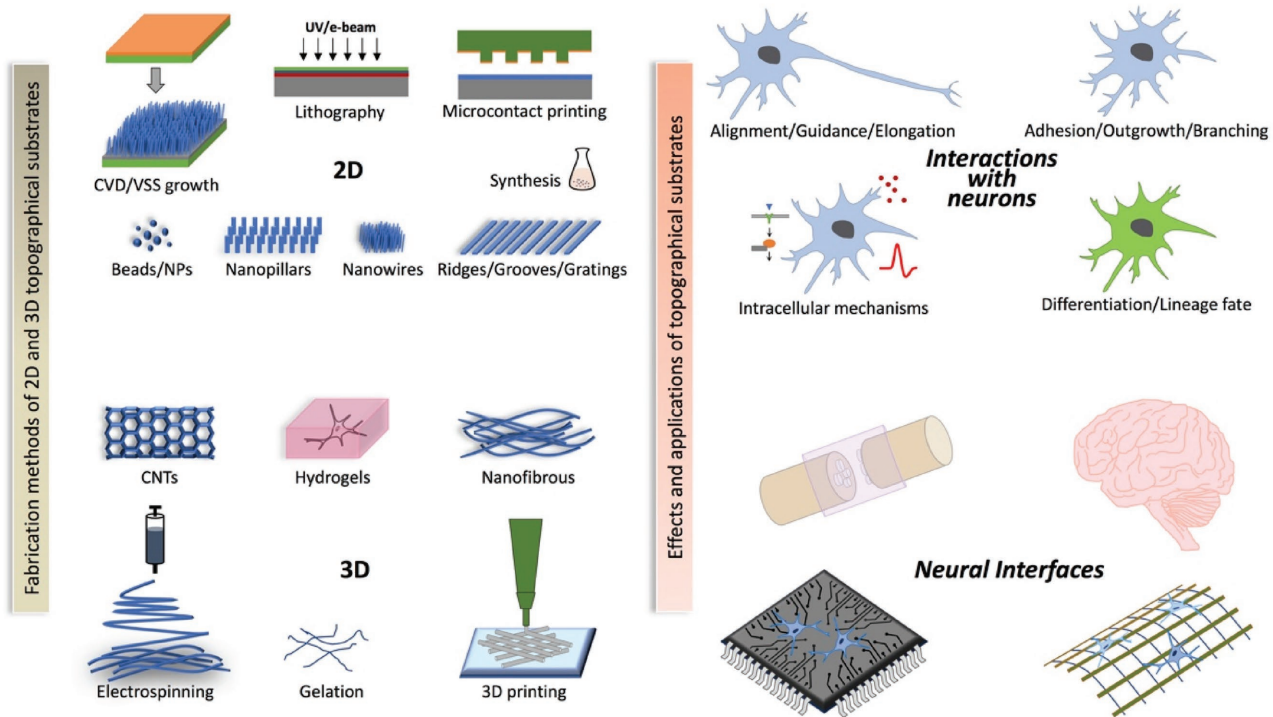 Fabrication methods of 2D and 3D topographical substrates
UV/e-beam
Lithography
Microcontact printing
CVD/VSS growth
2D
Synthesis
Beads/NPs
Nanopillars
Nanowires
Ridges/Grooves/Gratings
CNTs
Hydrogels
Nanofibrous
3D
Electrospinning
Gelation
3D printing
Effects and applications of topographical substrates
Alignment/Guidance/Elongation
Adhesion/Outgrowth/Branching
Interactions
with
neurons
Intracellular mechanisms
Differentiation/Lineage fate
Neural Interfaces